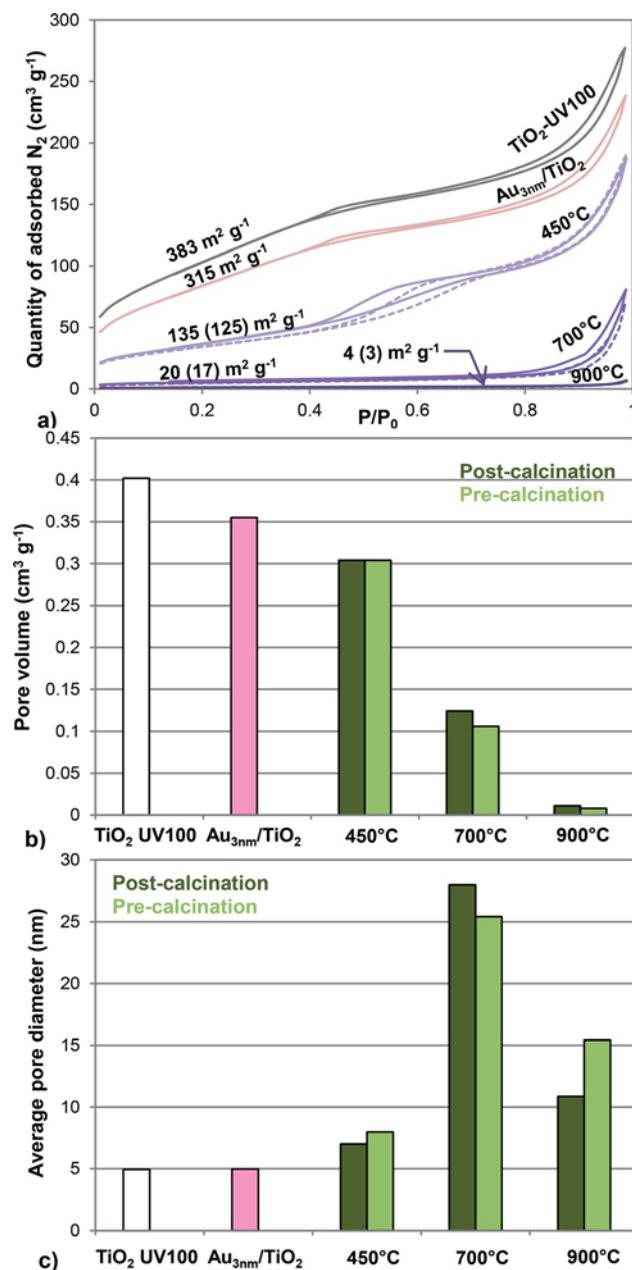 300
250
200
150
100
50
0
Quantity of adsorbed N₂ (cm³ g⁻¹)
TiO₂-UV100
Au₃ₙₘ/TiO₂
450°C
383 m² g⁻¹
315 m² g⁻¹
135 (125) m² g⁻¹
700°C
20 (17) m² g⁻¹
4 (3) m² g⁻¹
900°C
0 0.2 0.4 0.6 0.8 1
a)
P/P₀
0.45
0.4
0.35
0.3
0.25
0.2
0.15
0.1
0.05
0
Pore volume (cm³ g⁻¹)
Post-calcination
Pre-calcination
TiO₂ UV100 Au₃ₙₘ/TiO₂ 450°C 700°C 900°C
b)
30
25
20
15
10
5
0
Average pore diameter (nm)
Post-calcination
Pre-calcination
TiO₂ UV100 Au₃ₙₘ/TiO₂ 450°C 700°C 900°C
c)